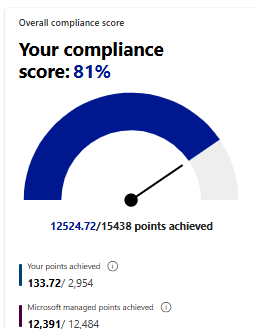 Overall compliance score
Your compliance
score: 81%
12524.72/15438 points achieved
Your points achieved
133.72/ 2,954
Microsoft managed points achieved
12,391/ 12,484